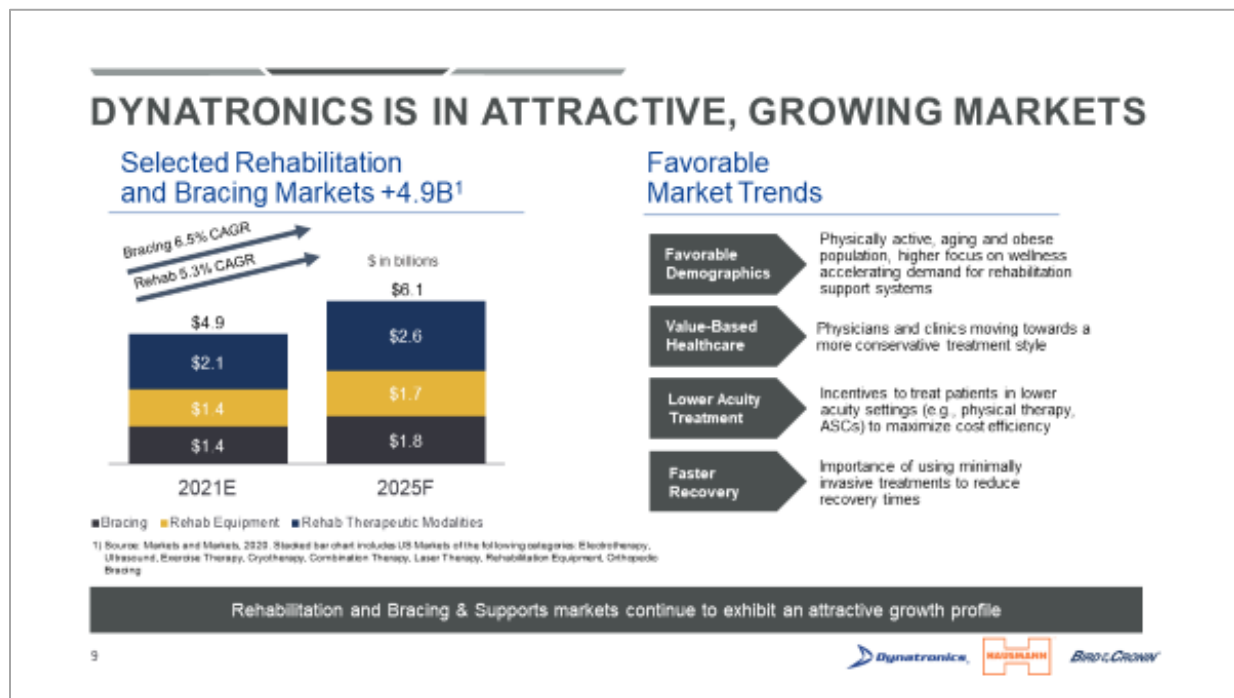 DYNATRONICS IS IN ATTRACTIVE, GROWING MARKETS
Selected Rehabilitation
and Bracing Markets +4.9B1
Bracing 6.5% CAGR
Rehab 5.3% CAGR
$ in billions
$4.9
$6.1
$2.1
$2.6
$1.4
$1.7
$1.4
$1.8
2021E
2025F
Bracing
Rehab Equipment
Rehab Therapeutic Modalities
1) Source: Markets and Markets, 2020. Stacked bar chart includes US Markets of the following categories: Electrotherapy,
Ultrasound, Exercise Therapy, Cryotherapy, Combination Therapy, Laser Therapy, Rehabilitation Equipment, Orthopedic
Bracing
Favorable
Market Trends
Favorable
Demographics
Physically active, aging and obese
population, higher focus on wellness
accelerating demand for rehabilitation
support systems
Value-Based
Healthcare
Physicians and clinics moving towards a
more conservative treatment style
Lower Acuity
Treatment
Incentives to treat patients in lower
acuity settings (e.g., physical therapy,
ASCs) to maximize cost efficiency
Faster
Recovery
Importance of using minimally
invasive treatments to reduce
recovery times
Rehabilitation and Bracing & Supports markets continue to exhibit an attractive growth profile
9
Dynatronics
HAUSMANN
BIRD & CRONIN